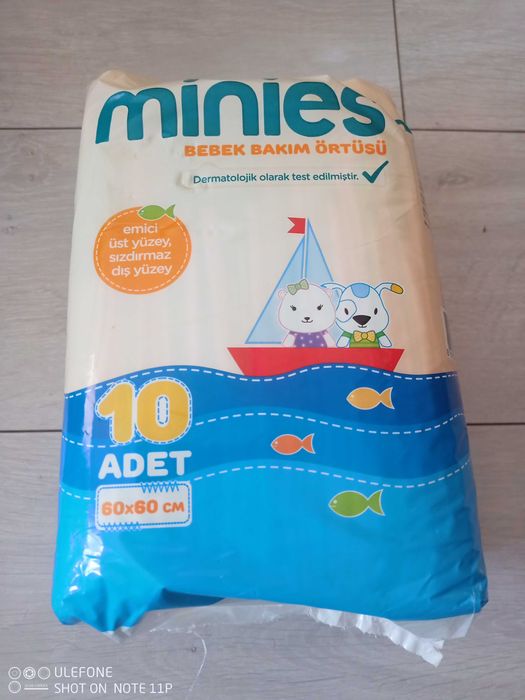 minies
BEBEK BAKIM ÖRTÜSÜ
Dermatolojik olarak test edilmiştir.
emici
üst yüzey,
sızdırmaz
dış yüzey
10
ADET
60x60 CM
ULEFONE
SHOT ON NOTE 11P